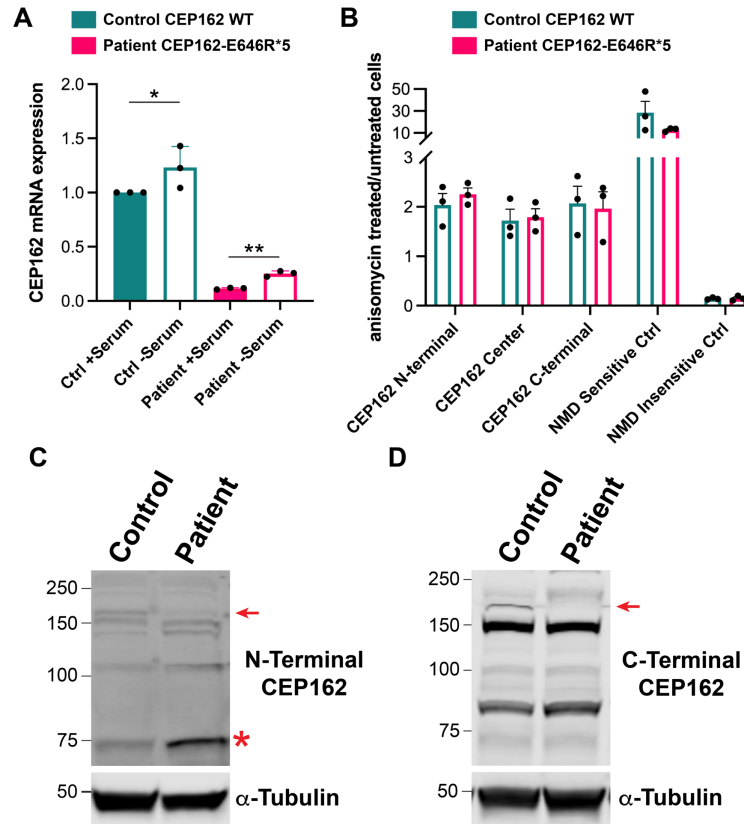 A
Control CEP162 WT
Patient CEP162-E646R*5
CEP162 mRNA expression
2.0
1.5
1.0
0.5
0.0
*
**
Ctrl +Serum
Ctrl -Serum
Patient +Serum
Patient -Serum
B
Control CEP162 WT
Patient CEP162-E646R*5
anisomycin treated/untreated cells
50
30
10
3
2
1
0
CEP162 N-terminal
CEP162 Center
CEP162 C-terminal
NMD Sensitive Ctrl
NMD Insensitive Ctrl
C
Control
Patient
250
150
100
75
50
N-Terminal
CEP162
*
α-Tubulin
D
Control
Patient
250
150
100
75
50
C-Terminal
CEP162
α-Tubulin